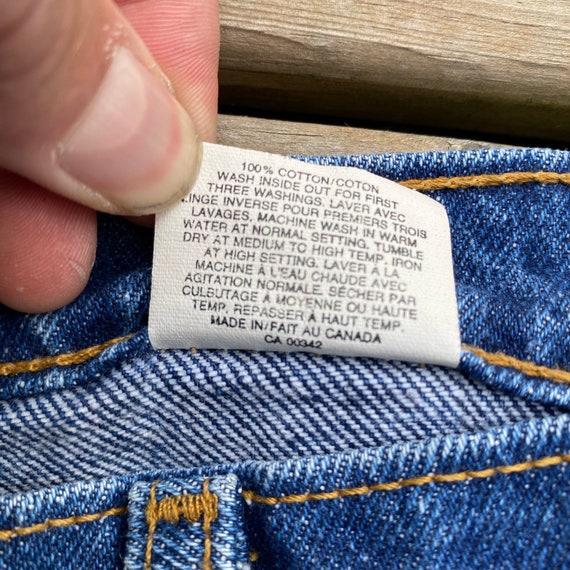 100% COTTON/COTON
WASH INSIDE OUT FOR FIRST
THREE WASHINGS. LAVER AVEC
LINGE INVERSE POUR PREMIERS TROIS
LAVAGES, MACHINE WASH IN WARM
WATER AT NORMAL SETTING. TUMBLE
DRY AT MEDIUM TO HIGH TEMP. IRON
AT HIGH SETTING. LAVER À LA
MACHINE À L'EAU CHAUDE AVEC
AGITATION NORMALE. SÉCHER PAR
CULBUTAGE À MOYENNE OU HAUTE
TEMP. REPASSER À HAUT TEMP.
MADE IN/FAIT AU CANADA
CA 00342